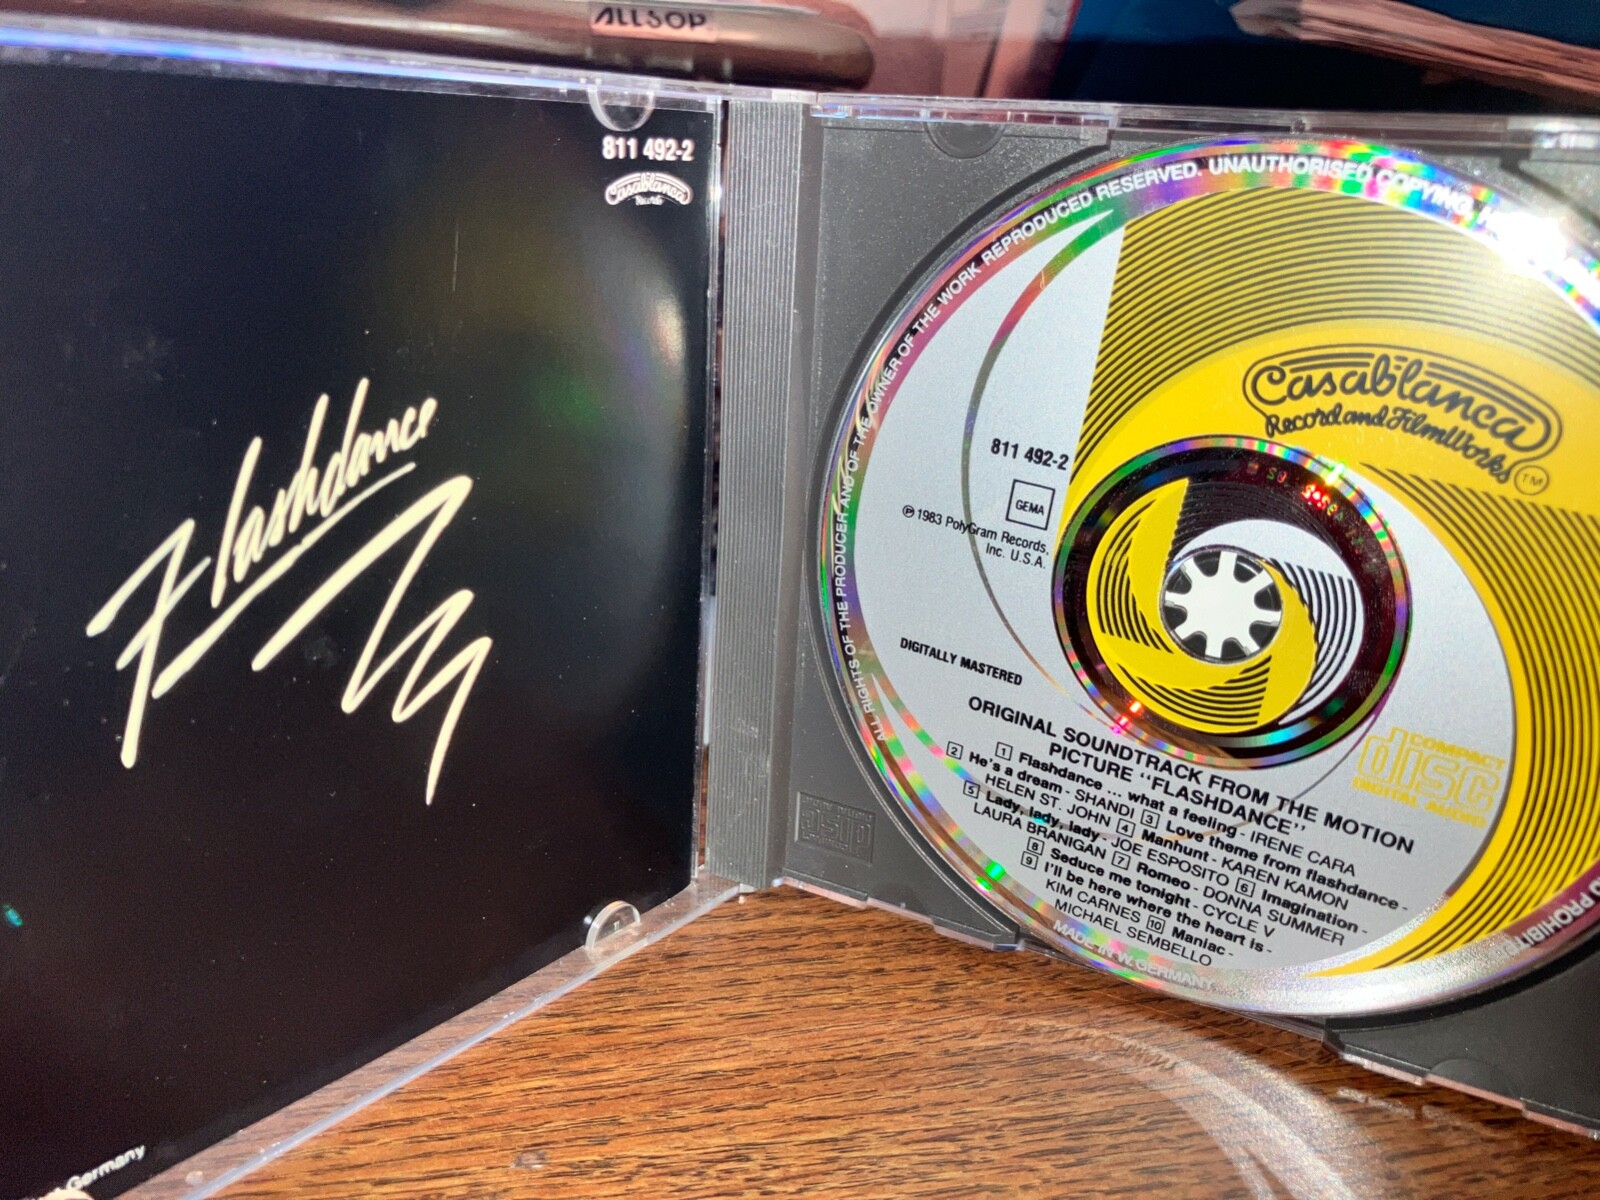 ALLSOP
811 492-2
Casablanca
Records
Flashdance
Germany
ALL RIGHTS OF THE PRODUCER AND OF THE OWNER OF THE WORK REPRODUCED RESERVED. UNAUTHORISED COPYING,
PROHIBITED
Casablanca
Record and FilmWorks
TM
811 492-2
GEMA
℗ 1983 PolyGram Records,
Inc. U.S.A.
DIGITALLY MASTERED
COMPACT
disc
DIGITAL AUDIO
ORIGINAL SOUNDTRACK FROM THE MOTION
PICTURE "FLASHDANCE"
1 Flashdance ... what a feeling - IRENE CARA
2 He's a dream - SHANDI 3 Love theme from flashdance -
HELEN ST. JOHN 4 Manhunt - KAREN KAMON
5 Lady, lady, lady - JOE ESPOSITO 6 Imagination -
LAURA BRANIGAN 7 Romeo - DONNA SUMMER
8 Seduce me tonight - CYCLE V
9 I'll be here where the heart is -
KIM CARNES 10 Maniac -
MICHAEL SEMBELLO
MADE IN W. GERMANY
disc